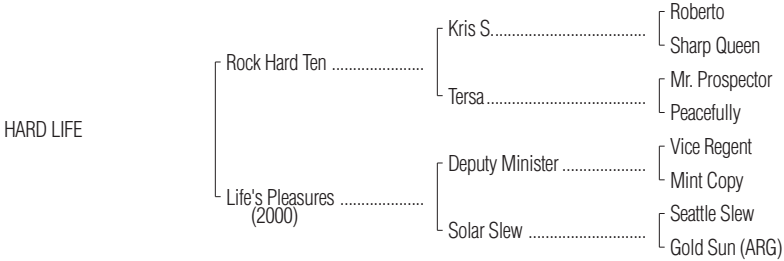 Roberto
Kris S.
Sharp Queen
Rock Hard Ten
Mr. Prospector
Tersa
Peacefully
HARD LIFE
Vice Regent
Deputy Minister
Mint Copy
Life's Pleasures
(2000)
Seattle Slew
Solar Slew
Gold Sun (ARG)